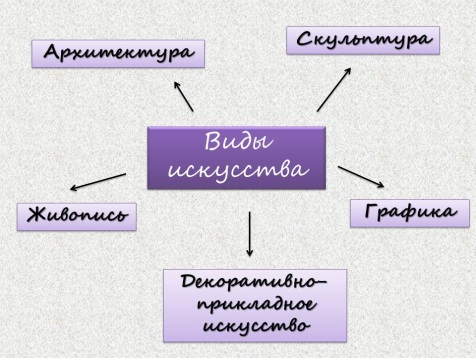 Архитектура
Скульптура
Виды
искусства
Живопись
Графика
Декоративно-
прикладное
искусство